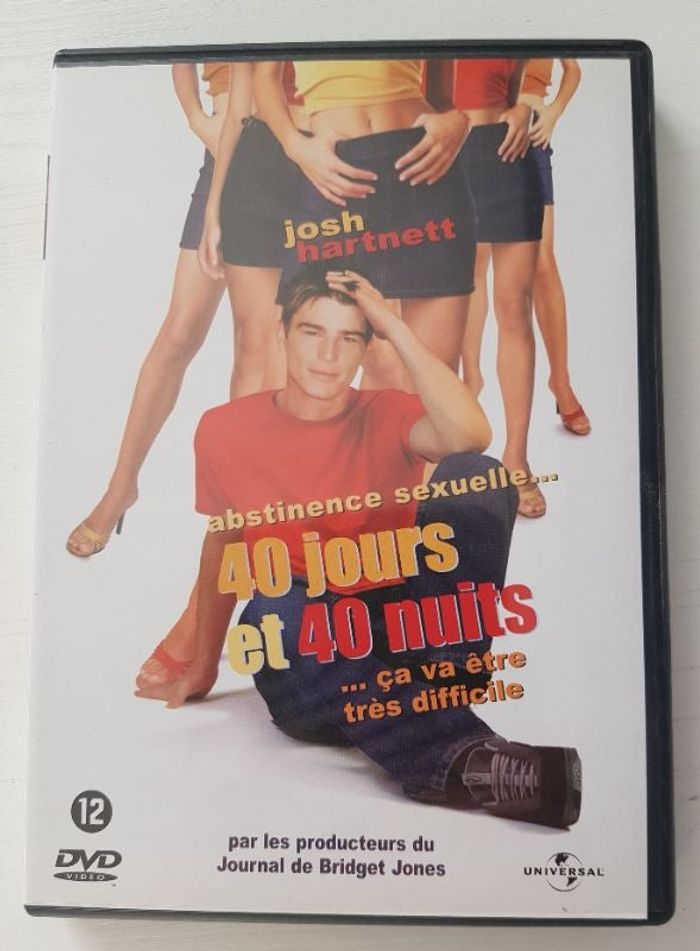 josh
hartnett
abstinence sexuelle...
40 jours
et 40 nuits
... ça va être
très difficile
12
DVD
VIDEO
par les producteurs du
Journal de Bridget Jones
UNIVERSAL